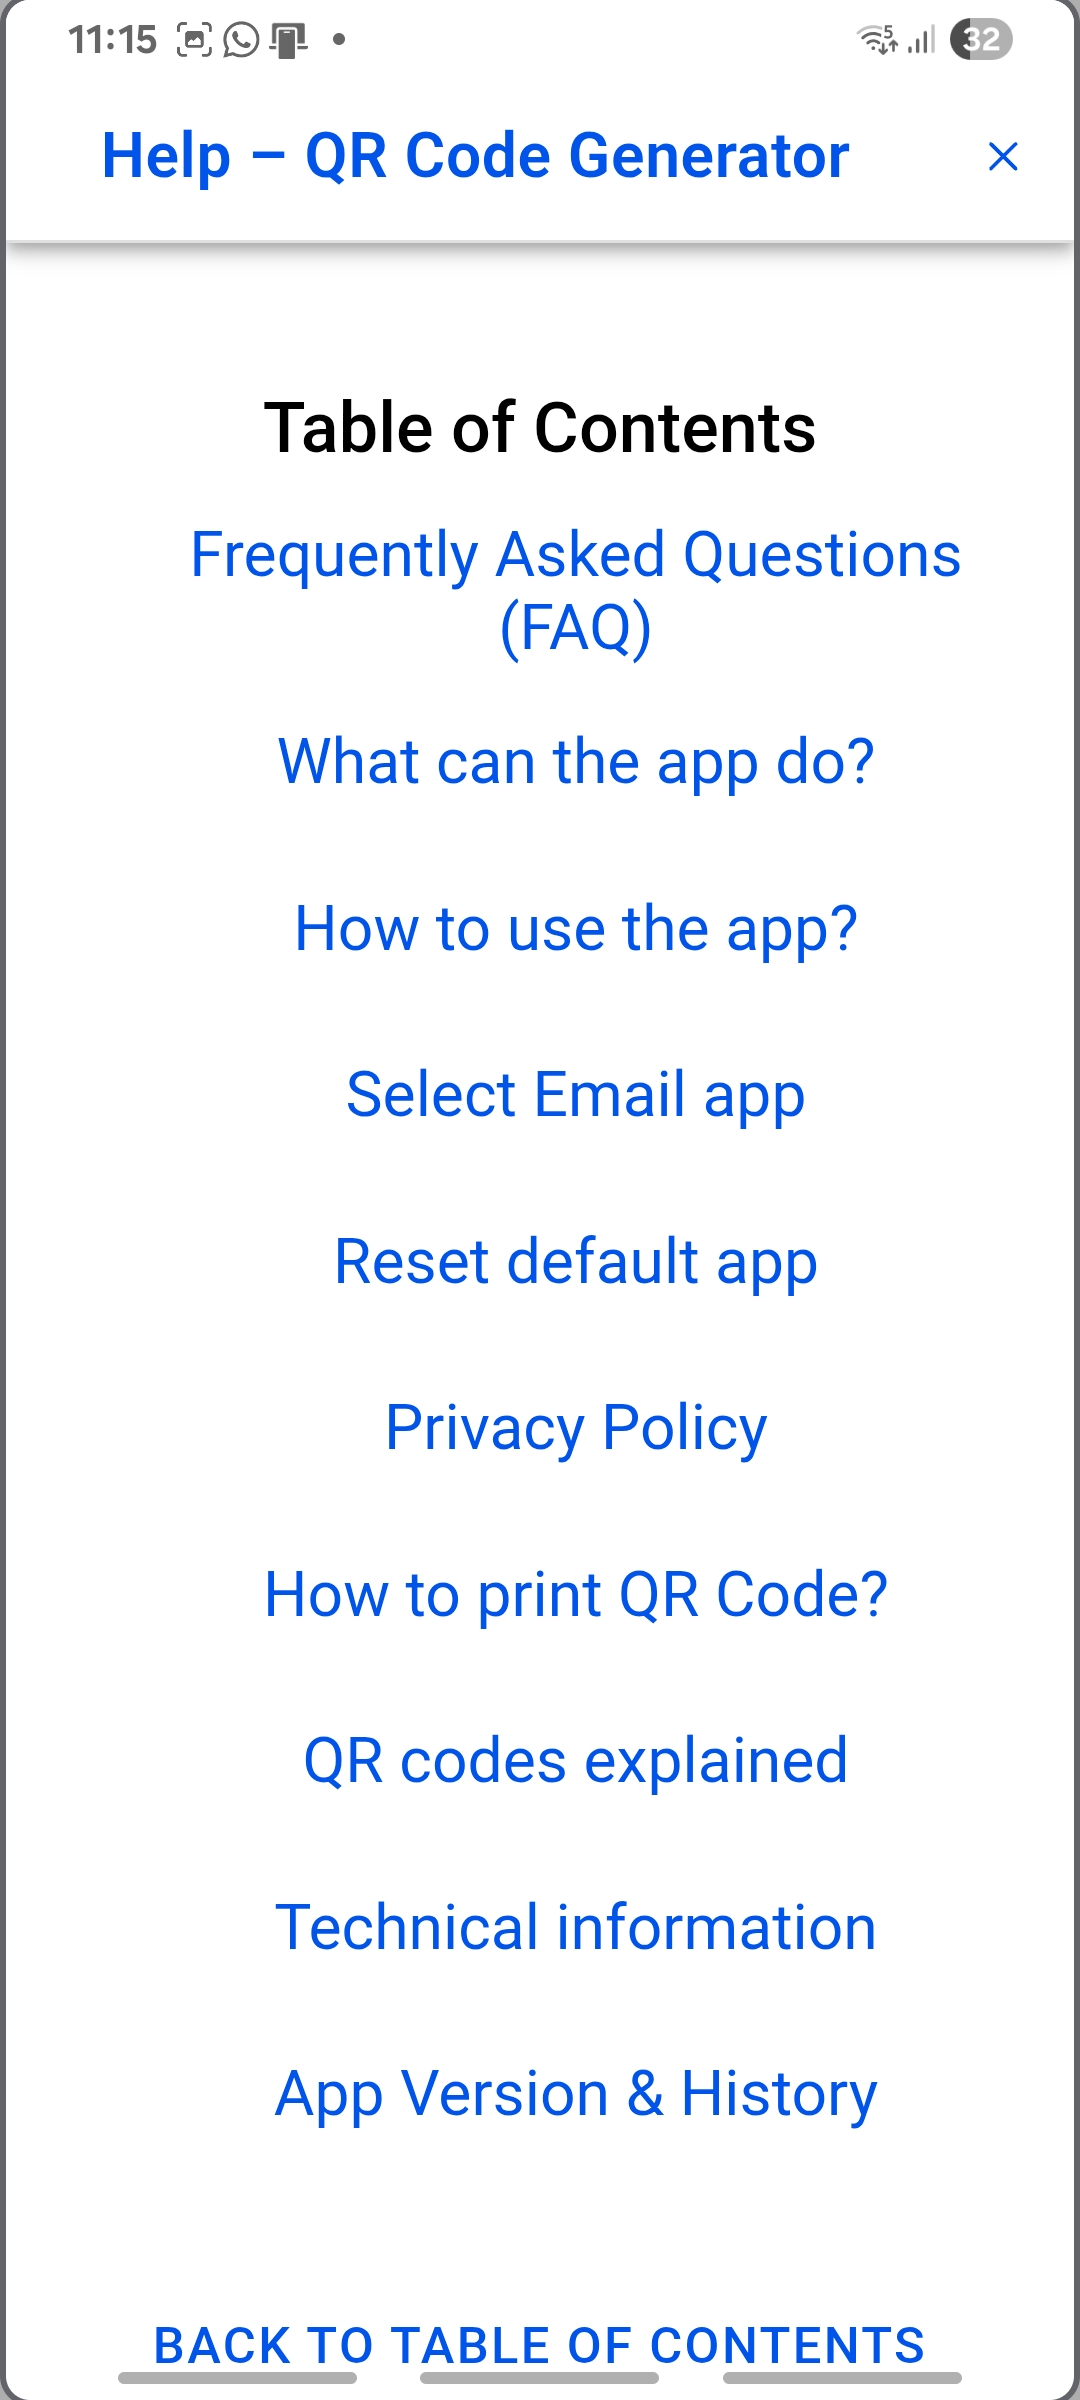 11:15
5
32
Help – QR Code Generator
Table of Contents
Frequently Asked Questions
(FAQ)
What can the app do?
How to use the app?
Select Email app
Reset default app
Privacy Policy
How to print QR Code?
QR codes explained
Technical information
App Version & History
BACK TO TABLE OF CONTENTS